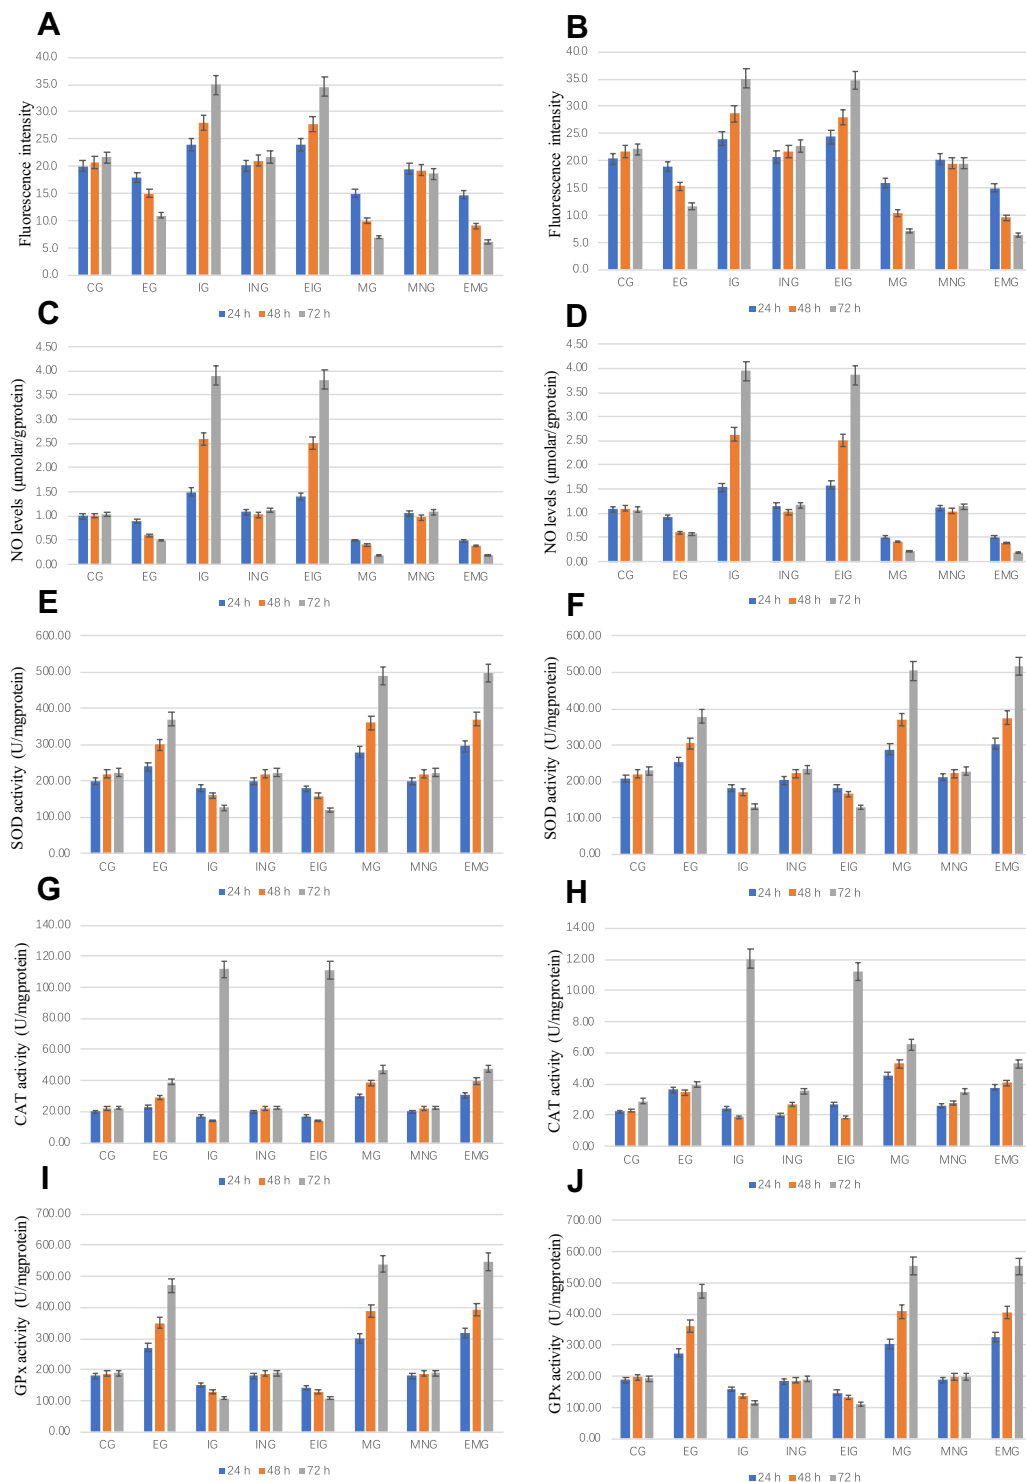 A
Fluorescence intensity
40.0
35.0
30.0
25.0
20.0
15.0
10.0
5.0
0.0
CG EG IG ING EIG MG MNG EMG
24 h 48 h 72 h
B
Fluorescence intensity
40.0
35.0
30.0
25.0
20.0
15.0
10.0
5.0
0.0
CG EG IG ING EIG MG MNG EMG
24 h 48 h 72 h
C
NO levels (μmolar/gprotein)
4.50
4.00
3.50
3.00
2.50
2.00
1.50
1.00
0.50
0.00
CG EG IG ING EIG MG MNG EMG
24 h 48 h 72 h
D
NO levels (μmolar/gprotein)
4.50
4.00
3.50
3.00
2.50
2.00
1.50
1.00
0.50
0.00
CG EG IG ING EIG MG MNG EMG
24 h 48 h 72 h
E
SOD activity (U/mgprotein)
600.00
500.00
400.00
300.00
200.00
100.00
0.00
CG EG IG ING EIG MG MNG EMG
24 h 48 h 72 h
F
SOD activity (U/mgprotein)
600.00
500.00
400.00
300.00
200.00
100.00
0.00
CG EG IG ING EIG MG MNG EMG
24 h 48 h 72 h
G
CAT activity (U/mgprotein)
140.00
120.00
100.00
80.00
60.00
40.00
20.00
0.00
CG EG IG ING EIG MG MNG EMG
24 h 48 h 72 h
H
CAT activity (U/mgprotein)
14.00
12.00
10.00
8.00
6.00
4.00
2.00
0.00
CG EG IG ING EIG MG MNG EMG
24 h 48 h 72 h
I
GPx activity (U/mgprotein)
700.00
600.00
500.00
400.00
300.00
200.00
100.00
0.00
CG EG IG ING EIG MG MNG EMG
24 h 48 h 72 h
J
GPx activity (U/mgprotein)
700.00
600.00
500.00
400.00
300.00
200.00
100.00
0.00
CG EG IG ING EIG MG MNG EMG
24 h 48 h 72 h